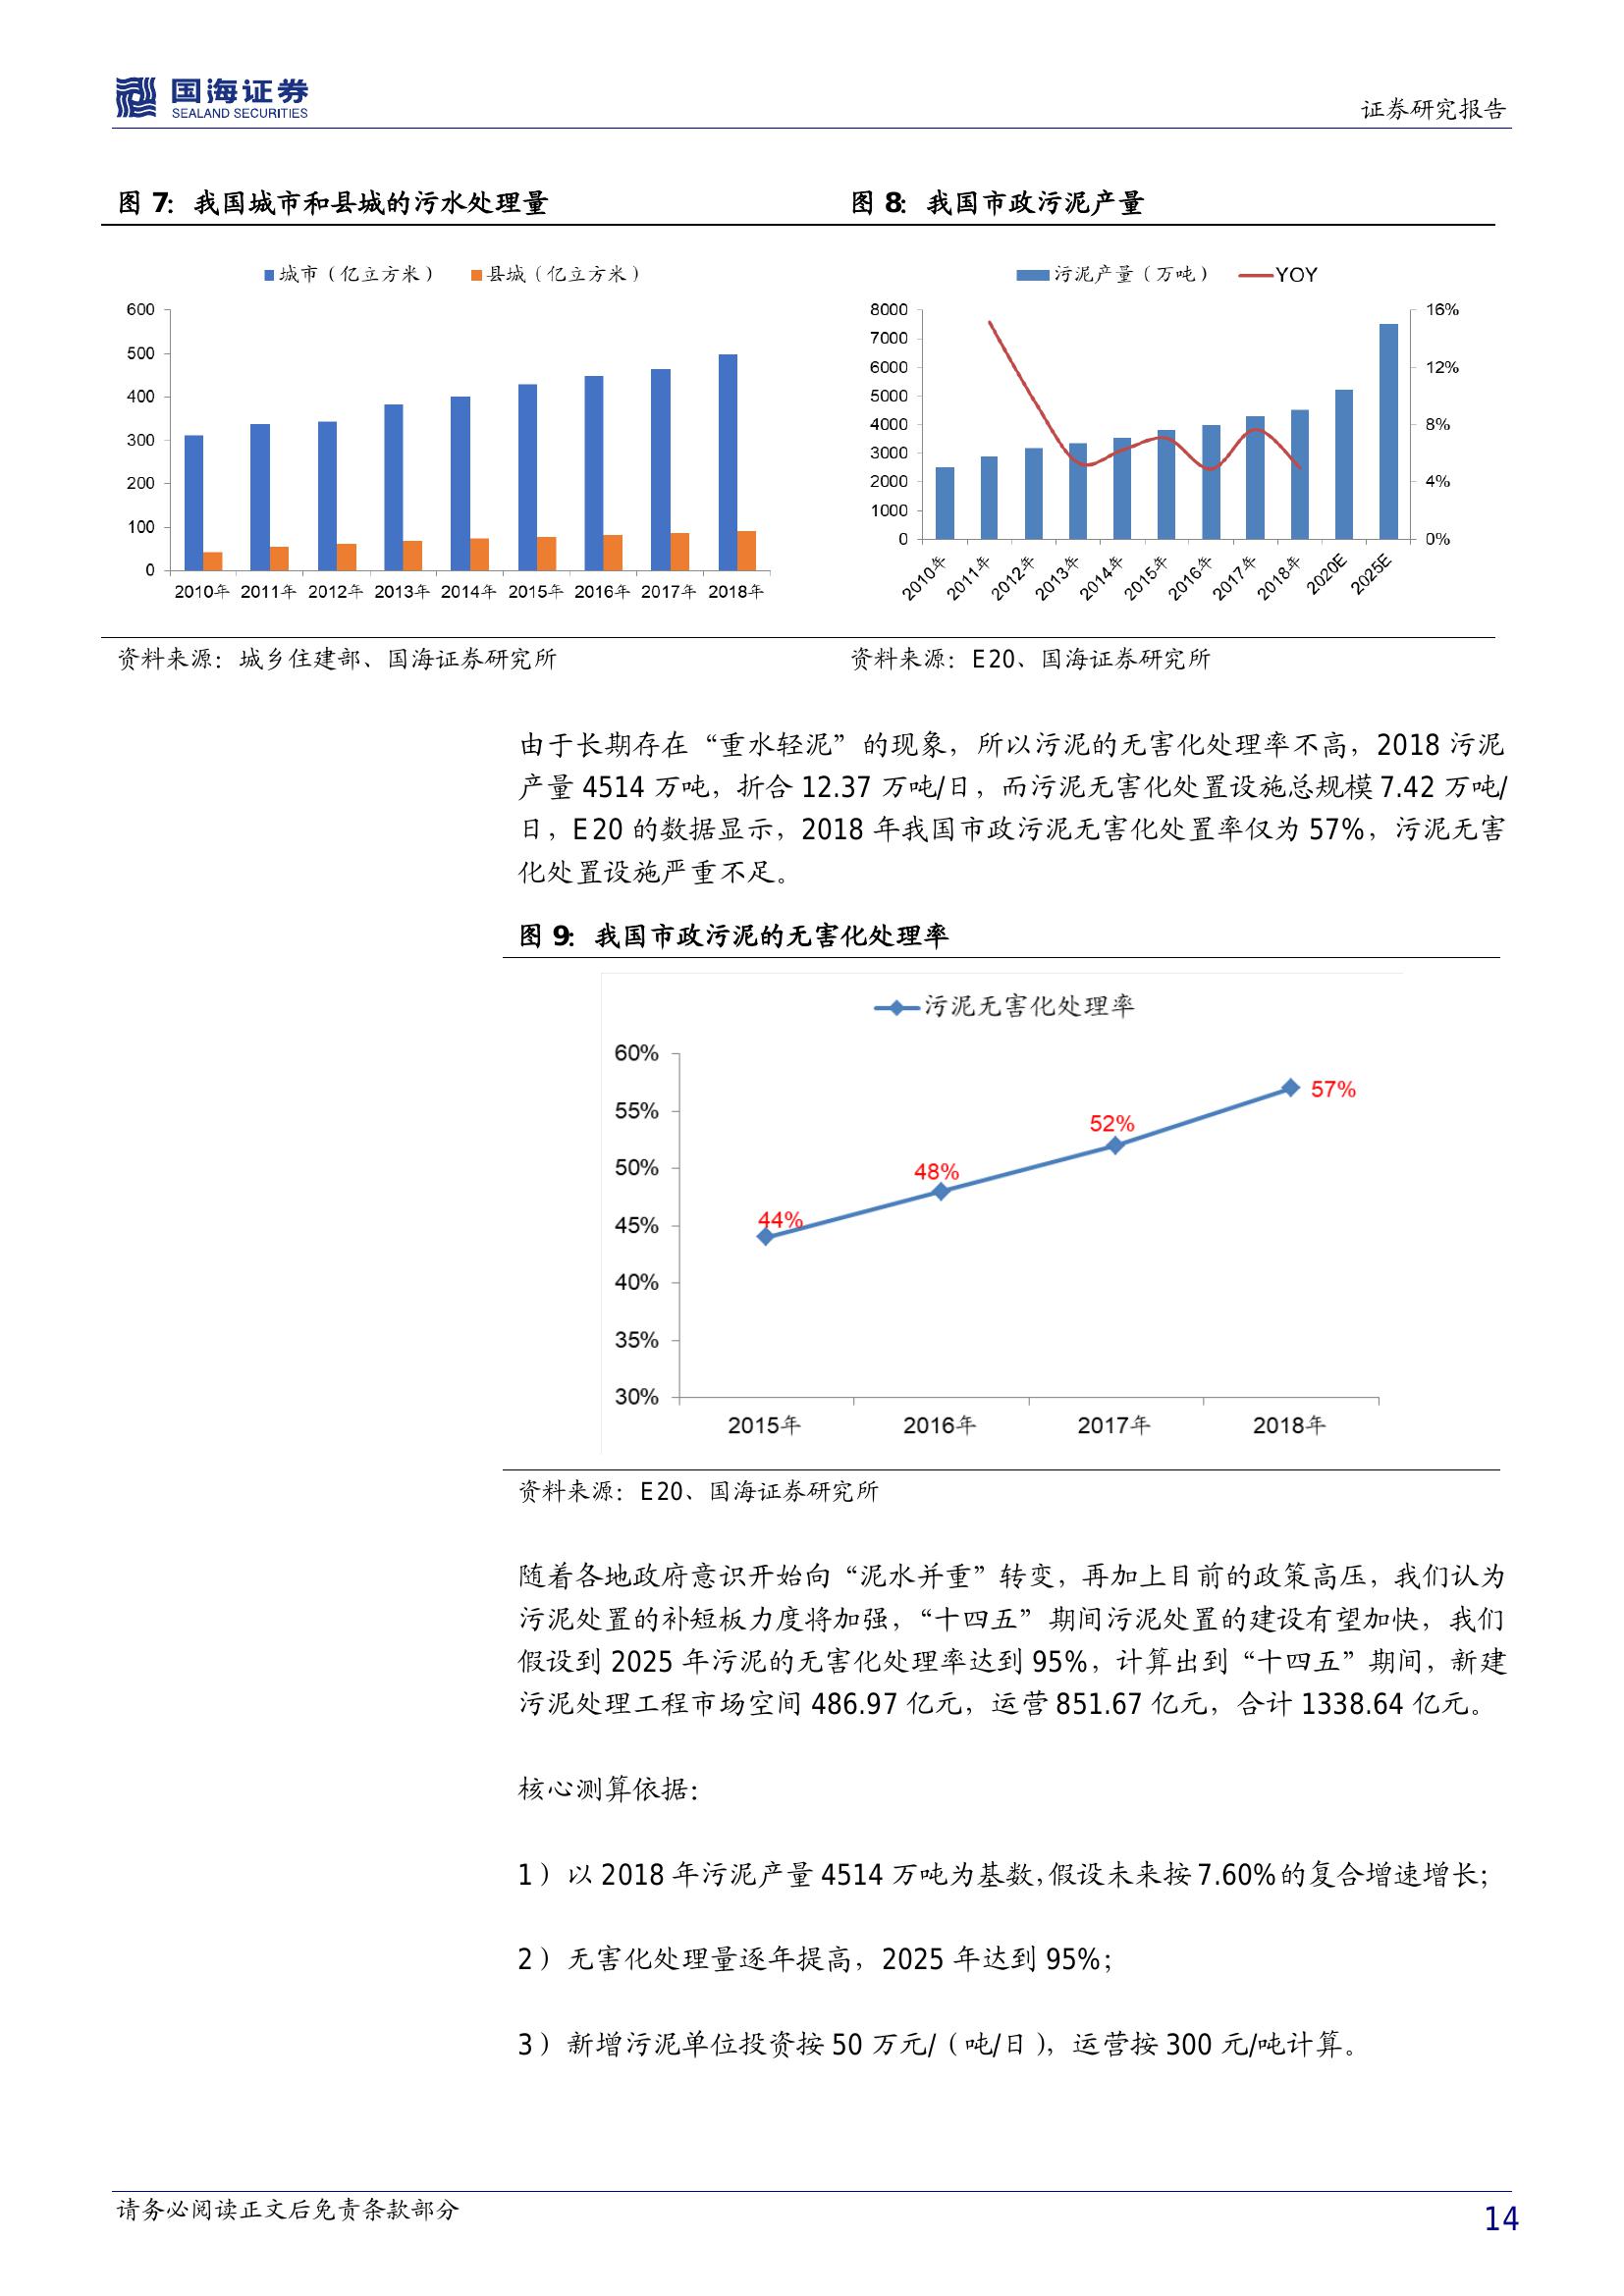 国海证券
SEALAND SECURITIES
证券研究报告
图 7：我国城市和县城的污水处理量
图 8：我国市政污泥产量
城市（亿立方米） 县城（亿立方米）
600
500
400
300
200
100
0
2010年 2011年 2012年 2013年 2014年 2015年 2016年 2017年 2018年
污泥产量（万吨） YOY
8000
7000
6000
5000
4000
3000
2000
1000
0
16%
12%
8%
4%
0%
2010年 2011年 2012年 2013年 2014年 2015年 2016年 2017年 2018年 2020E 2025E
资料来源：城乡住建部、国海证券研究所
资料来源：E20、国海证券研究所
由于长期存在“重水轻泥”的现象，所以污泥的无害化处理率不高，2018 污泥
产量 4514 万吨，折合 12.37 万吨/日，而污泥无害化处置设施总规模 7.42 万吨/
日，E20 的数据显示，2018 年我国市政污泥无害化处置率仅为 57%，污泥无害
化处置设施严重不足。
图 9：我国市政污泥的无害化处理率
污泥无害化处理率
60%
55%
50%
45%
40%
35%
30%
44%
48%
52%
57%
2015年 2016年 2017年 2018年
资料来源：E20、国海证券研究所
随着各地政府意识开始向“泥水并重”转变，再加上目前的政策高压，我们认为
污泥处置的补短板力度将加强，“十四五”期间污泥处置的建设有望加快，我们
假设到 2025 年污泥的无害化处理率达到 95%，计算出到“十四五”期间，新建
污泥处理工程市场空间 486.97 亿元，运营 851.67 亿元，合计 1338.64 亿元。
核心测算依据：
1）以 2018 年污泥产量 4514 万吨为基数，假设未来按 7.60%的复合增速增长；
2）无害化处理量逐年提高，2025 年达到 95%；
3）新增污泥单位投资按 50 万元/（吨/日），运营按 300 元/吨计算。
请务必阅读正文后免责条款部分
14